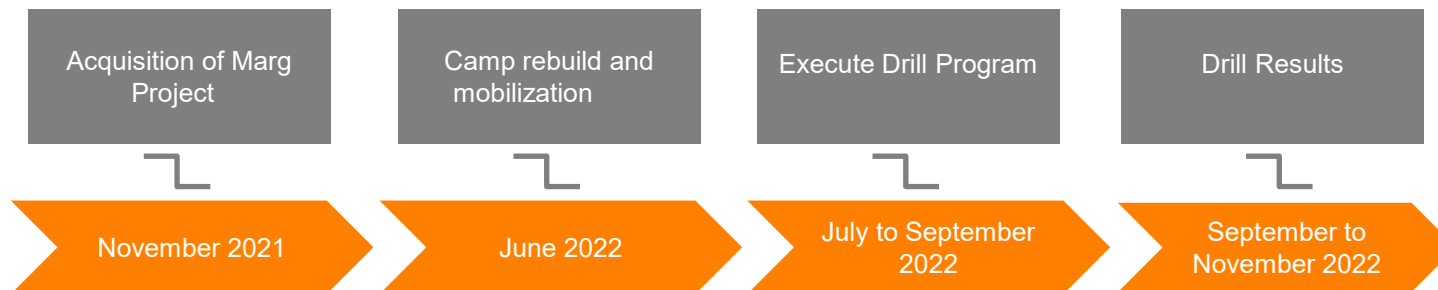 Acquisition of Marg
Project
Camp rebuild and
mobilization
Execute Drill Program
Drill Results
November 2021
June 2022
July to September
2022
September to
November 2022